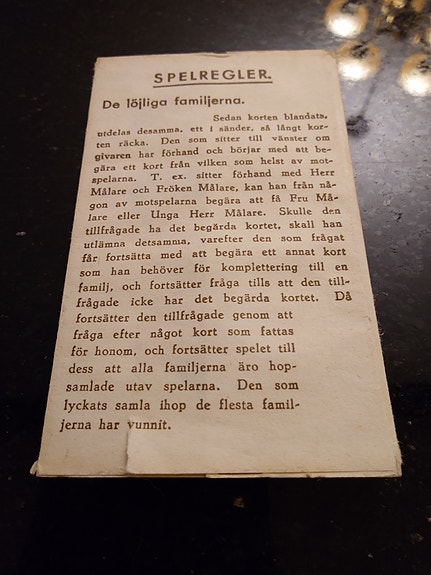 SPELREGLER.
De löjliga familjerna.
Sedan korten blandats,
utdelas desamma, ett i sänder, så långt kor-
ten räcka. Den som sitter till vänster om
givaren har förhand och börjar med att be-
gära ett kort från vilken som helst av mot-
spelarna. T. ex. sitter förhand med Herr
Målare och Fröken Målare, kan han från nå-
gon av motspelarna begära att få Fru Må-
lare eller Unga Herr Målare. Skulle den
tillfrågade ha det begärda kortet, skall han
utlämna detsamma, varefter den som frågat
får fortsätta med att begära ett annat kort
som han behöver för komplettering till en
familj, och fortsätter fråga tills att den till-
frågade icke har det begärda kortet. Då
fortsätter den tillfrågade genom att
fråga efter något kort som fattas
för honom, och fortsätter spelet till
dess att alla familjerna äro hop-
samlade utav spelarna. Den som
lyckats samla ihop de flesta famil-
jerna har vunnit.